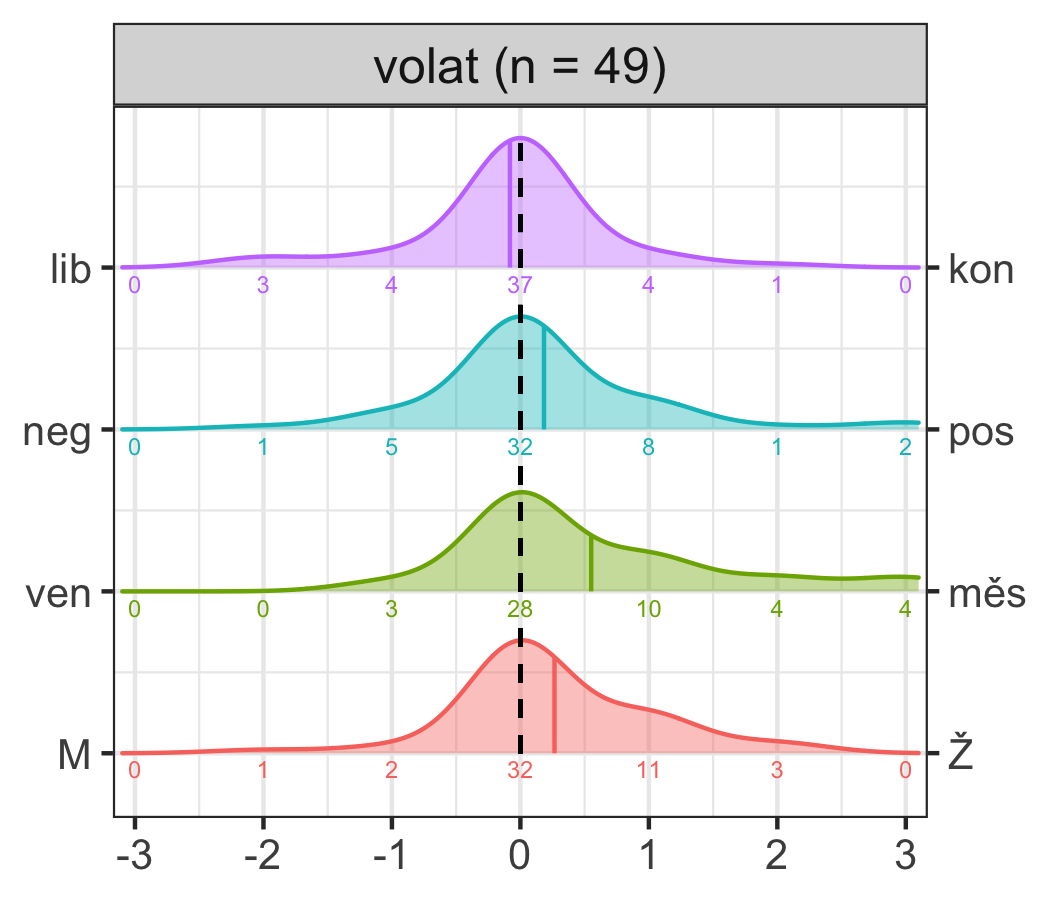 volat (n = 49)
lib kon
0 3 4 37 4 1 0
neg pos
0 1 5 32 8 1 2
ven měs
0 0 3 28 10 4 4
M Ž
0 1 2 32 11 3 0
-3 -2 -1 0 1 2 3